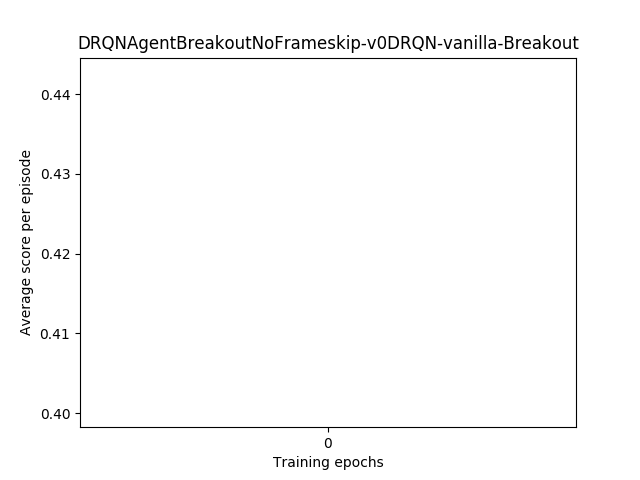 DRQNAgentBreakoutNoFrameskip-v0DRQN-vanilla-Breakout
0.44
0.43
0.42
0.41
0.40
Average score per episode
0
Training epochs